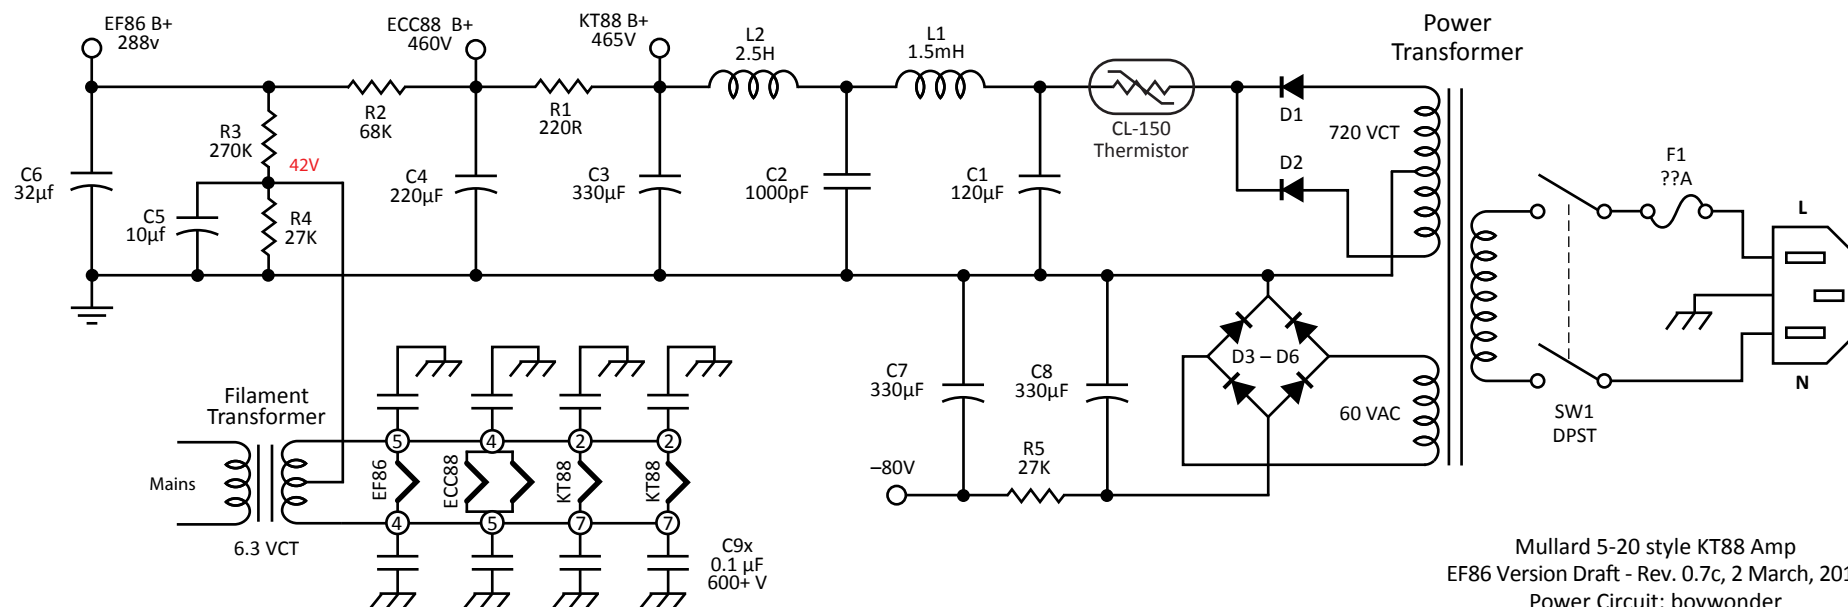 EF86 B+
288v
ECC88 B+
460V
KT88 B+
465V
L2
2.5H
L1
1.5mH
Power
Transformer
R3
270K
R2
68K
R1
220R
CL-150
Thermistor
D1
720 VCT
D2
F1
??A
L
42V
C6
32µf
C5
10µf
R4
27K
C4
220µF
C3
330µF
C2
1000pF
C1
120µF
Filament
Transformer
Mains
6.3 VCT
5
4
2
2
EF86
ECC88
KT88
KT88
4
5
7
7
C9x
0.1 µF
600+ V
C7
330µF
C8
330µF
D3 – D6
60 VAC
–80V
R5
27K
SW1
DPST
N
Mullard 5-20 style KT88 Amp
EF86 Version Draft - Rev. 0.7c, 2 March, 201
Power Circuit: boywonder